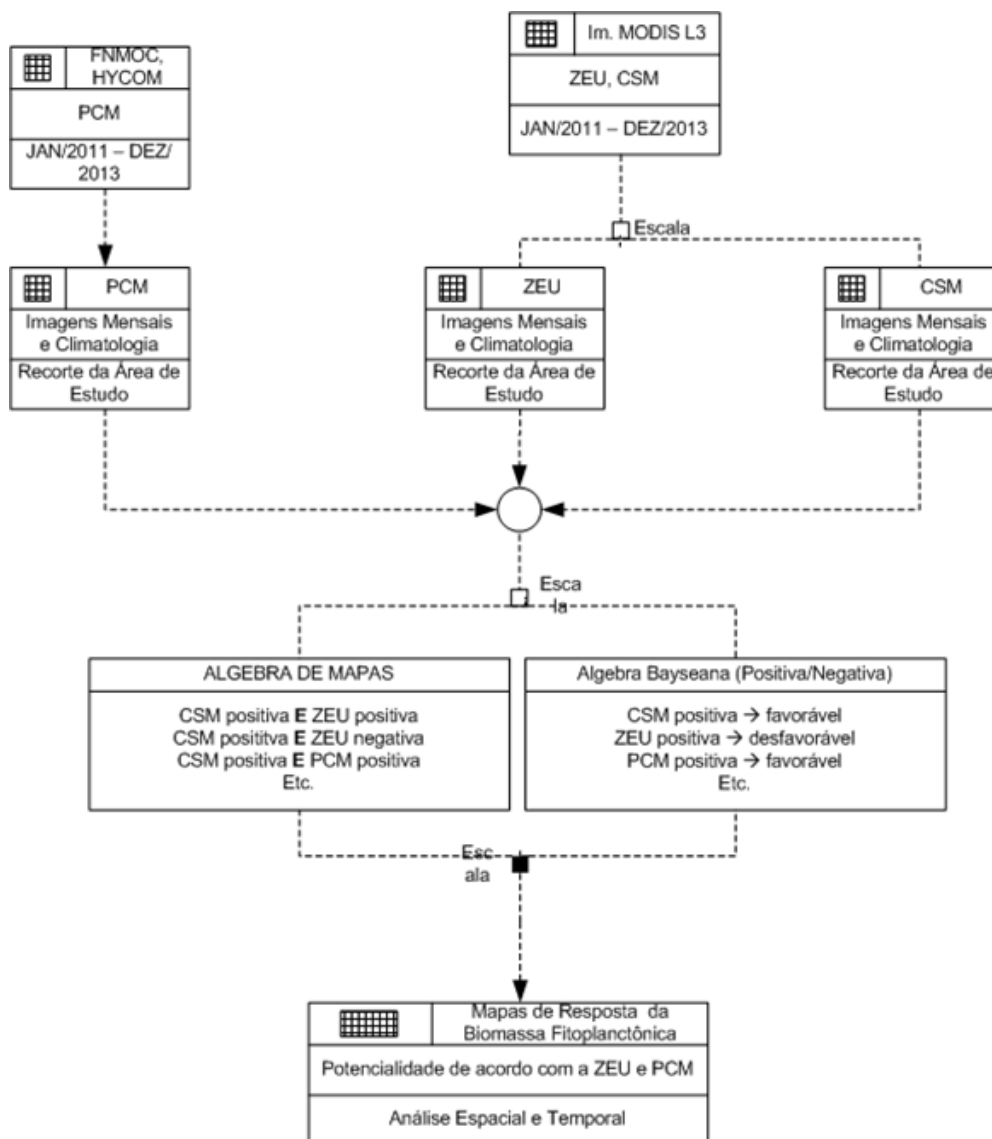 FNMOC,
HYCOM
PCM
JAN/2011 – DEZ/
2013
Im. MODIS L3
ZEU, CSM
JAN/2011 – DEZ/2013
Escala
PCM
Imagens Mensais
e Climatologia
Recorte da Área de
Estudo
ZEU
Imagens Mensais
e Climatologia
Recorte da Área de
Estudo
CSM
Imagens Mensais
e Climatologia
Recorte da Área de
Estudo
Esca
la
ALGEBRA DE MAPAS
CSM positiva E ZEU positiva
CSM posititva E ZEU negativa
CSM positiva E PCM positiva
Etc.
Algebra Bayseana (Positiva/Negativa)
CSM positiva → favorável
ZEU positiva → desfavorável
PCM positiva → favorável
Etc.
Esc
ala
Mapas de Resposta da
Biomassa Fitoplanctônica
Potencialidade de acordo com a ZEU e PCM
Análise Espacial e Temporal